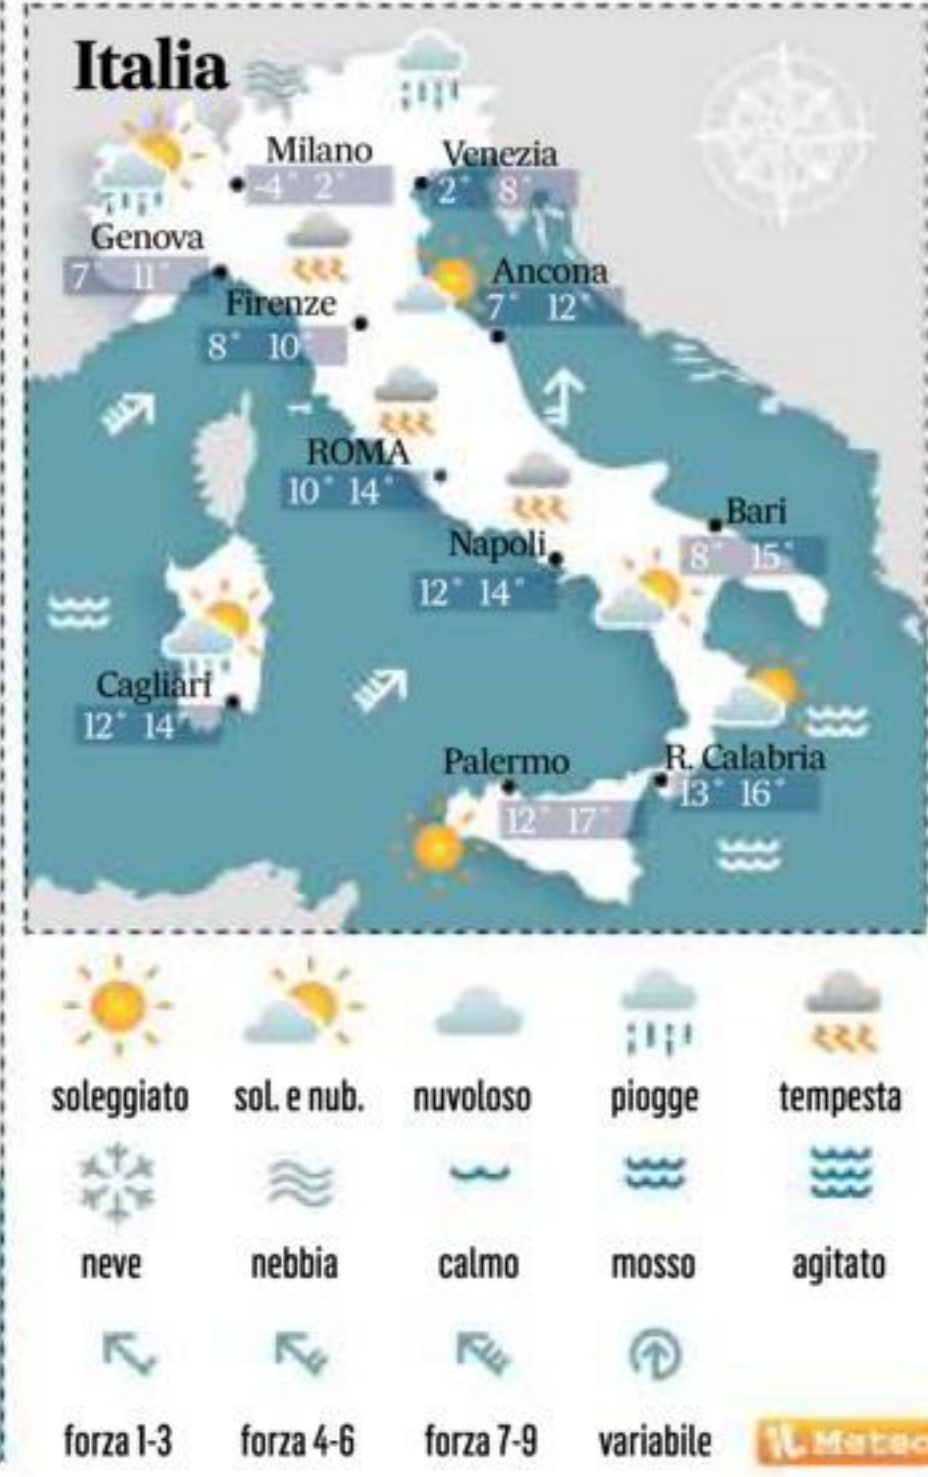 Italia
Milano
-4° 2°
Venezia
2° 8°
Genova
7° 11°
Ancona
7° 12°
Firenze
8° 10°
ROMA
10° 14°
Bari
8° 15°
Napoli
12° 14°
Cagliari
12° 14°
Palermo
12° 17°
R. Calabria
13° 16°
soleggiato sol. e nub. nuvoloso piogge tempesta
neve nebbia calmo mosso agitato
forza 1-3 forza 4-6 forza 7-9 variabile